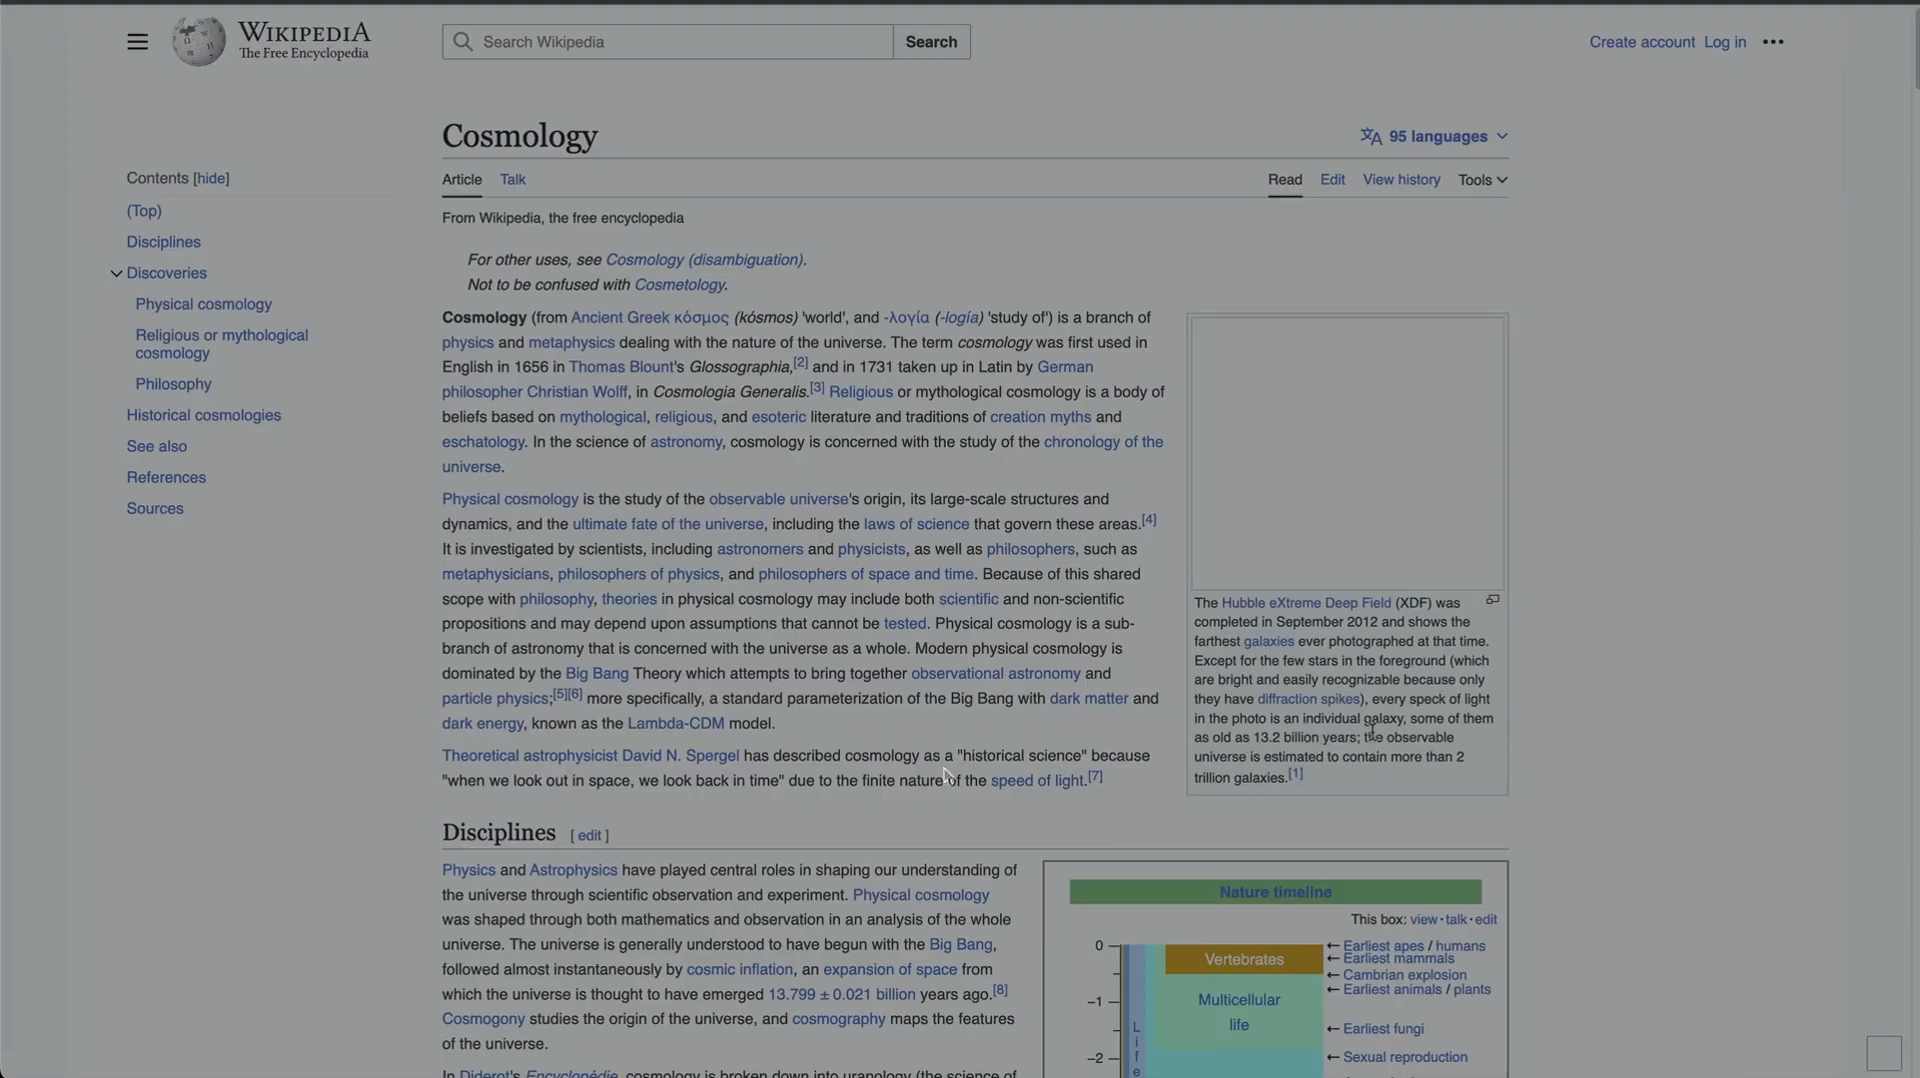 WIKIPEDIA
The Free Encyclopedia
Search Wikipedia
Search
Create account Log in
Contents [hide]
(Top)
Disciplines
Discoveries
Physical cosmology
Religious or mythological
cosmology
Philosophy
Historical cosmologies
See also
References
Sources
Cosmology
95 languages
Article Talk
Read Edit View history Tools
From Wikipedia, the free encyclopedia
For other uses, see Cosmology (disambiguation).
Not to be confused with Cosmetology.
Cosmology (from Ancient Greek κόσμος (kósmos) 'world', and -λογία (-logía) 'study of') is a branch of
physics and metaphysics dealing with the nature of the universe. The term cosmology was first used in
English in 1656 in Thomas Blount's Glossographia,[2] and in 1731 taken up in Latin by German
philosopher Christian Wolff, in Cosmologia Generalis.[3] Religious or mythological cosmology is a body of
beliefs based on mythological, religious, and esoteric literature and traditions of creation myths and
eschatology. In the science of astronomy, cosmology is concerned with the study of the chronology of the
universe.
Physical cosmology is the study of the observable universe's origin, its large-scale structures and
dynamics, and the ultimate fate of the universe, including the laws of science that govern these areas.[4]
It is investigated by scientists, including astronomers and physicists, as well as philosophers, such as
metaphysicians, philosophers of physics, and philosophers of space and time. Because of this shared
scope with philosophy, theories in physical cosmology may include both scientific and non-scientific
propositions and may depend upon assumptions that cannot be tested. Physical cosmology is a sub-
branch of astronomy that is concerned with the universe as a whole. Modern physical cosmology is
dominated by the Big Bang Theory which attempts to bring together observational astronomy and
particle physics;[5][6] more specifically, a standard parameterization of the Big Bang with dark matter and
dark energy, known as the Lambda-CDM model.
Theoretical astrophysicist David N. Spergel has described cosmology as a "historical science" because
"when we look out in space, we look back in time" due to the finite nature of the speed of light.[7]
The Hubble eXtreme Deep Field (XDF) was
completed in September 2012 and shows the
farthest galaxies ever photographed at that time.
Except for the few stars in the foreground (which
are bright and easily recognizable because only
they have diffraction spikes), every speck of light
in the photo is an individual galaxy, some of them
as old as 13.2 billion years; the observable
universe is estimated to contain more than 2
trillion galaxies.[1]
Disciplines [ edit ]
Physics and Astrophysics have played central roles in shaping our understanding of
the universe through scientific observation and experiment. Physical cosmology
was shaped through both mathematics and observation in an analysis of the whole
universe. The universe is generally understood to have begun with the Big Bang,
followed almost instantaneously by cosmic inflation, an expansion of space from
which the universe is thought to have emerged 13.799 ± 0.021 billion years ago.[8]
Cosmogony studies the origin of the universe, and cosmography maps the features
of the universe.
In Diderot's Encyclopédie, cosmology is broken down into uranology (the science of
Nature timeline
This box: view · talk · edit
0
−1
−2
Life
Vertebrates
Multicellular
life
← Earliest apes / humans
← Earliest mammals
← Cambrian explosion
← Earliest animals / plants
← Earliest fungi
← Sexual reproduction